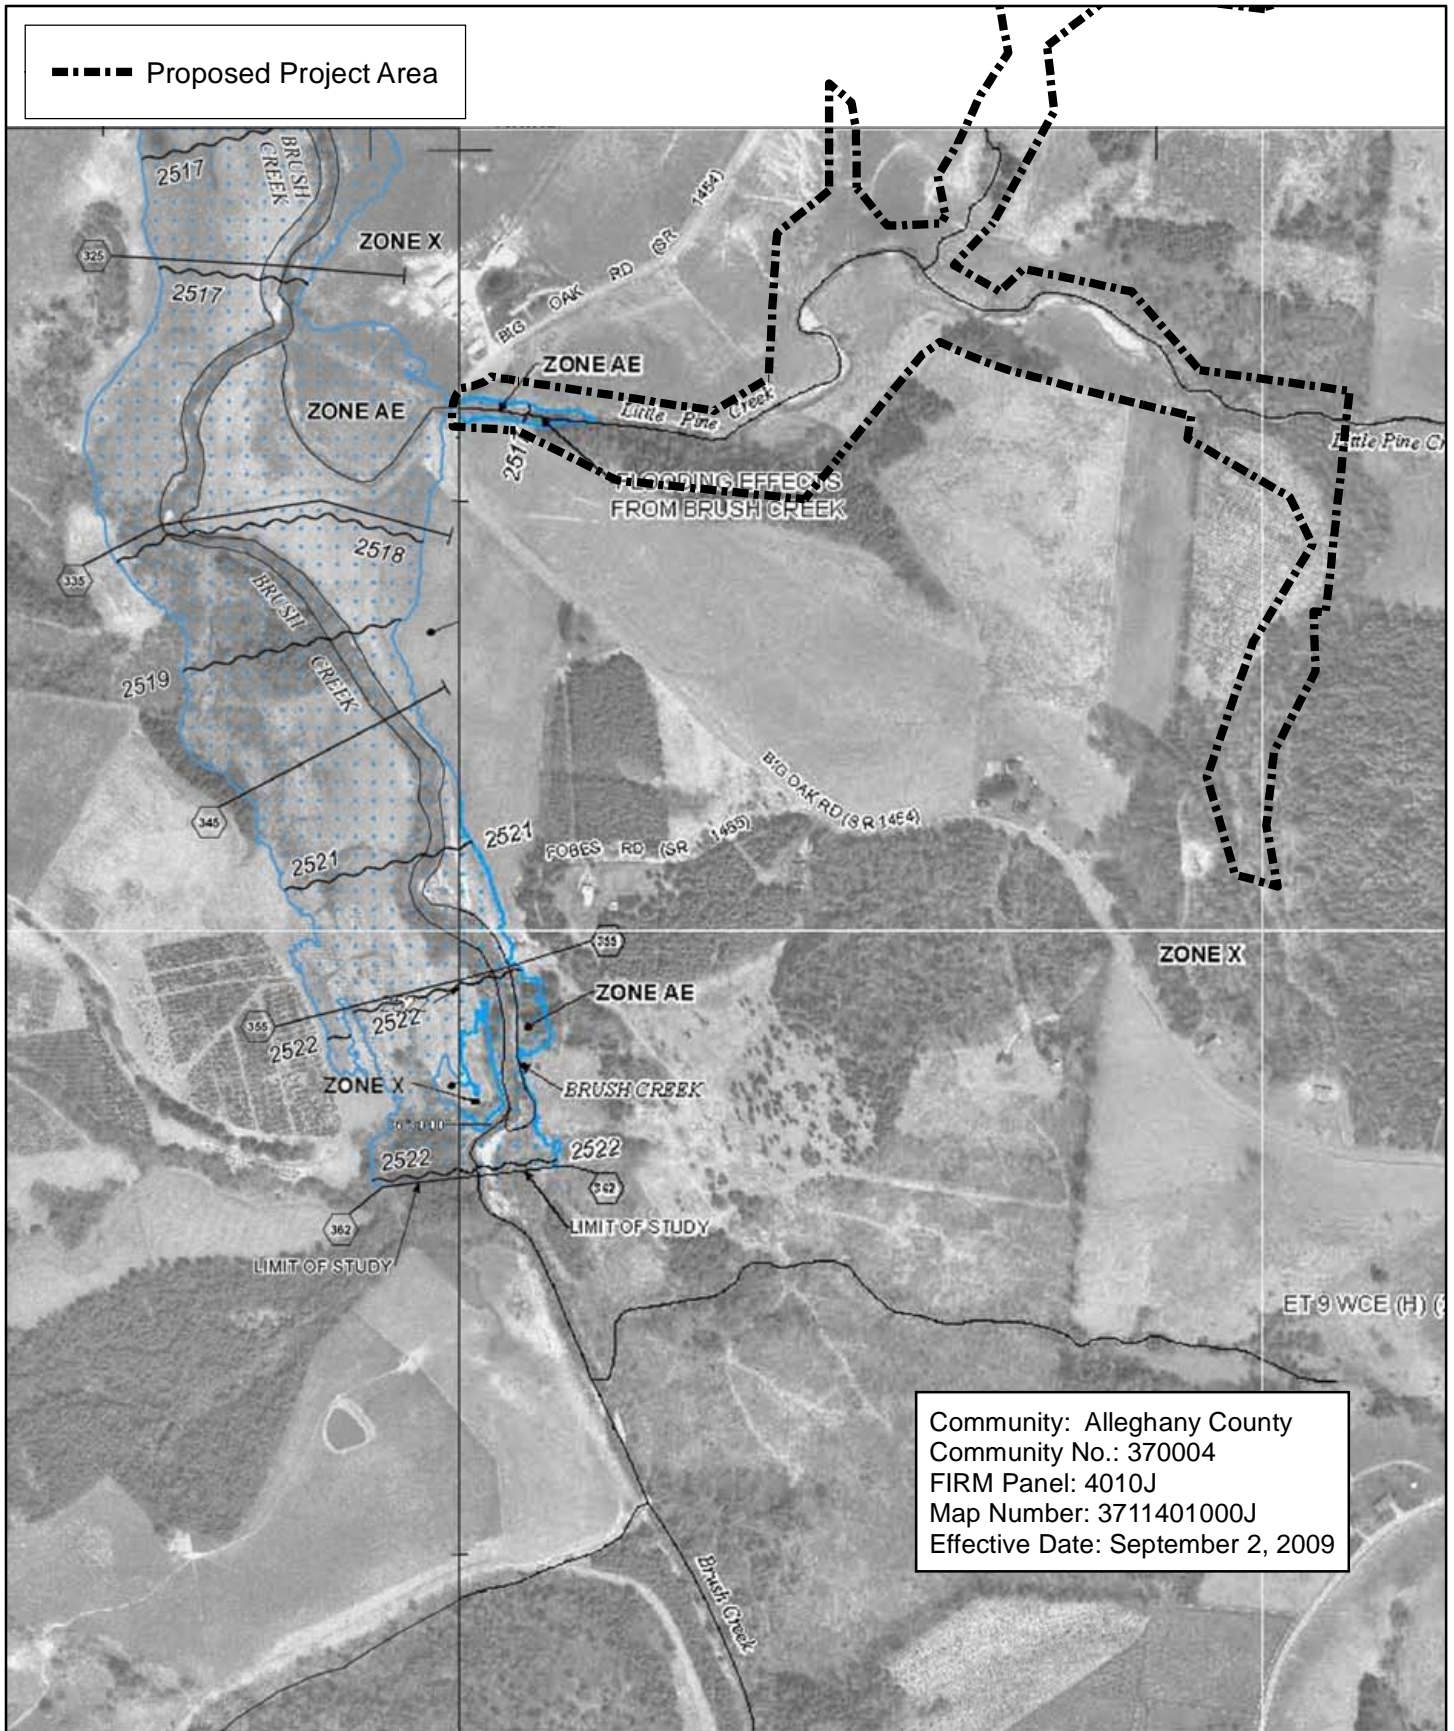 Proposed Project Area
2517
BRUSH
CREEK
ZONE X
325
2517
BIG OAK RD (SR 1454)
ZONE AE
ZONE AE
Little Pine Creek
Little Pine Cr
FLOODING EFFECTS
FROM BRUSH CREEK
2518
335
BRUSH
CREEK
2519
345
BIG OAK RD (SR 1454)
2521
2521
FOBES RD (SR 1455)
355
ZONE X
ZONE AE
355
2522
2522
ZONE X
BRUSH CREEK
2522
2522
362
362
LIMIT OF STUDY
LIMIT OF STUDY
ET 9 WCE (H)
Community: Alleghany County
Community No.: 370004
FIRM Panel: 4010J
Map Number: 3711401000J
Effective Date: September 2, 2009
Brush Creek